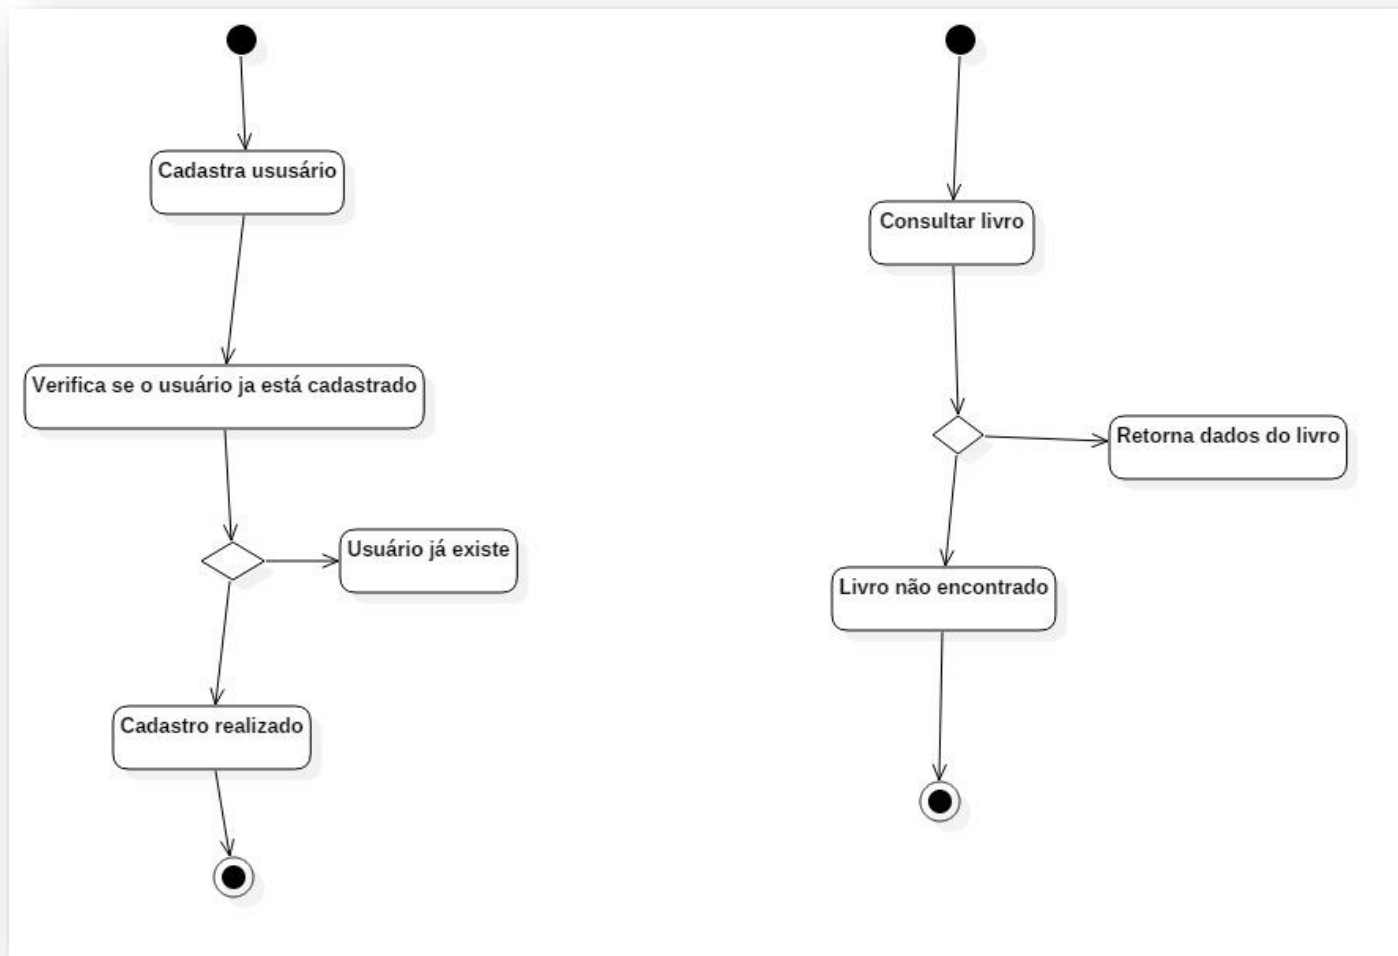 Cadastra ususário
Verifica se o usuário ja está cadastrado
Usuário já existe
Cadastro realizado
Consultar livro
Retorna dados do livro
Livro não encontrado